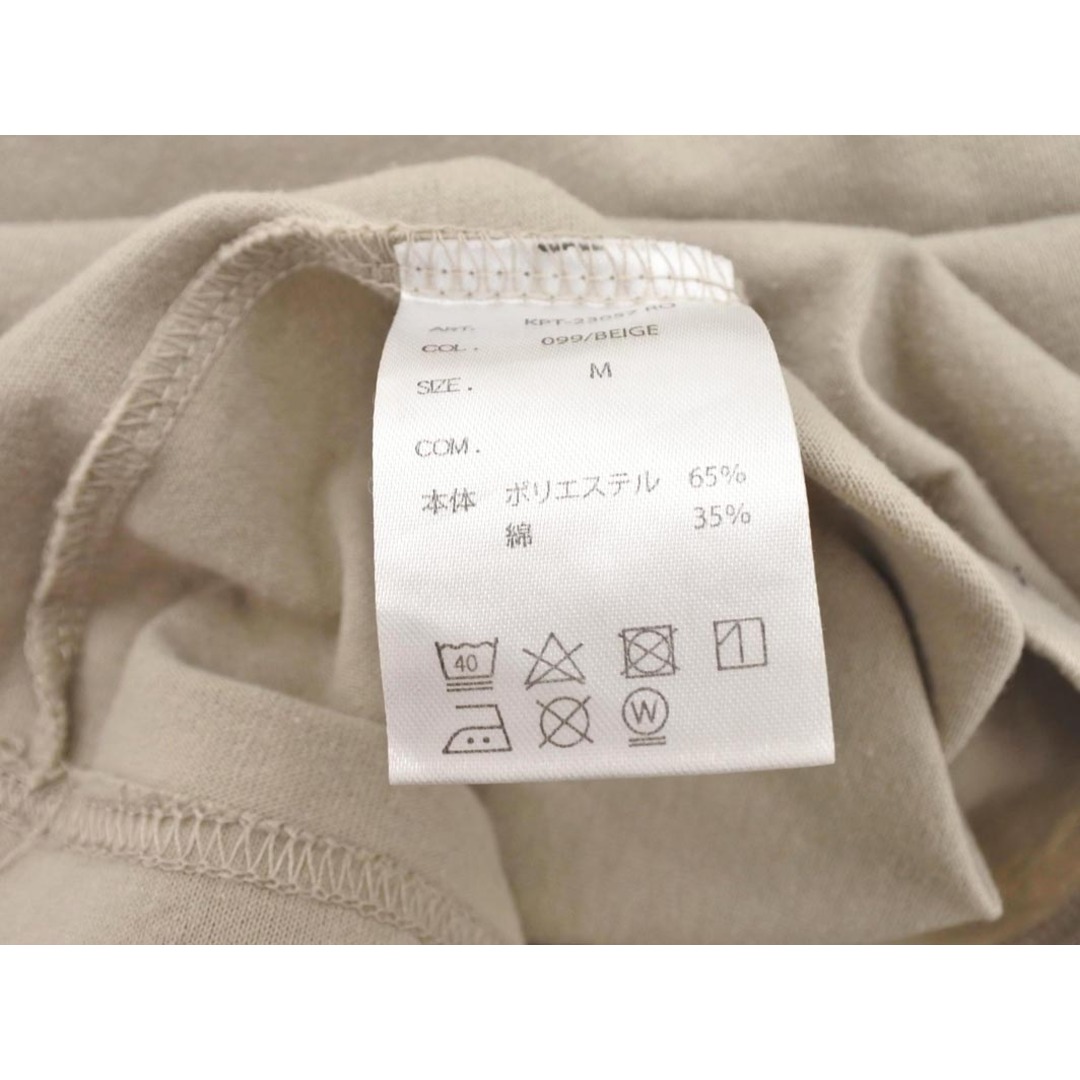 ART.
COL. 099/BEIGE
SIZE. M
COM.
本体 ポリエステル 65%
綿 35%
40
W